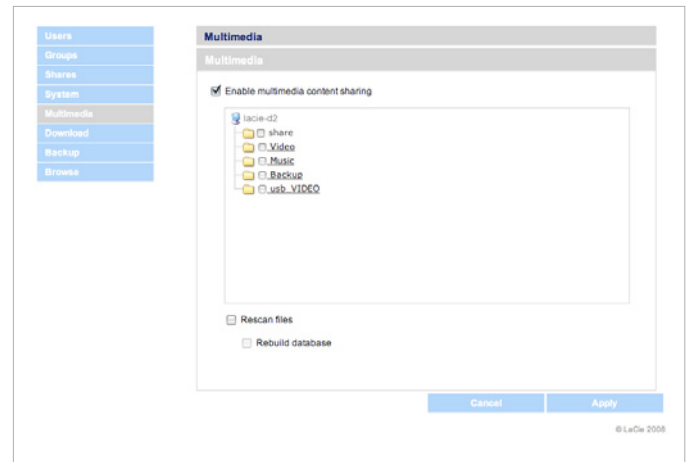 Users
Groups
Shares
System
Multimedia
Download
Backup
Browse
Multimedia
Multimedia
Enable multimedia content sharing
lacie-d2
share
Video
Music
Backup
usb_VIDEO
Rescan files
Rebuild database
Cancel
Apply
© LaCie 2008